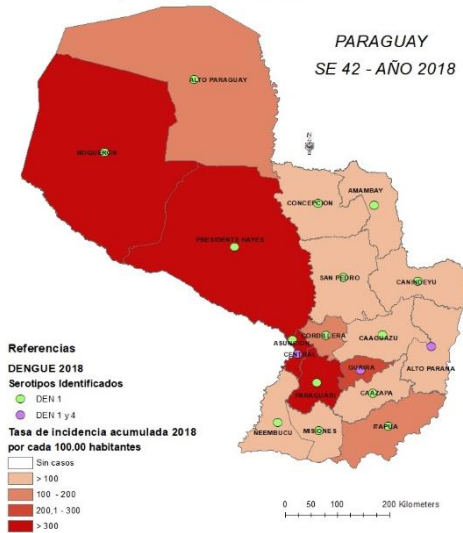 PARAGUAY
SE 42 - AÑO 2018
ALTO PARAGUAY
BOQUERON
AMAMBAY
CONCEPCION
PRESIDENTE HAYES
SAN PEDRO
CANINDEYU
CORDILLERA
ASUNCION
CAAGUAZU
CENTRAL
GUAIRA
ALTO PARANA
PARAGUARI
CAAZAPA
ÑEEMBUCU
MISIONES
ITAPUA
Referencias
DENGUE 2018
Serotipos Identificados
DEN 1
DEN 1 y 4
Tasa de incidencia acumulada 2018
por cada 100.00 habitantes
Sin casos
> 100
100 - 200
200,1 - 300
> 300
0 50 100 200 Kilometers